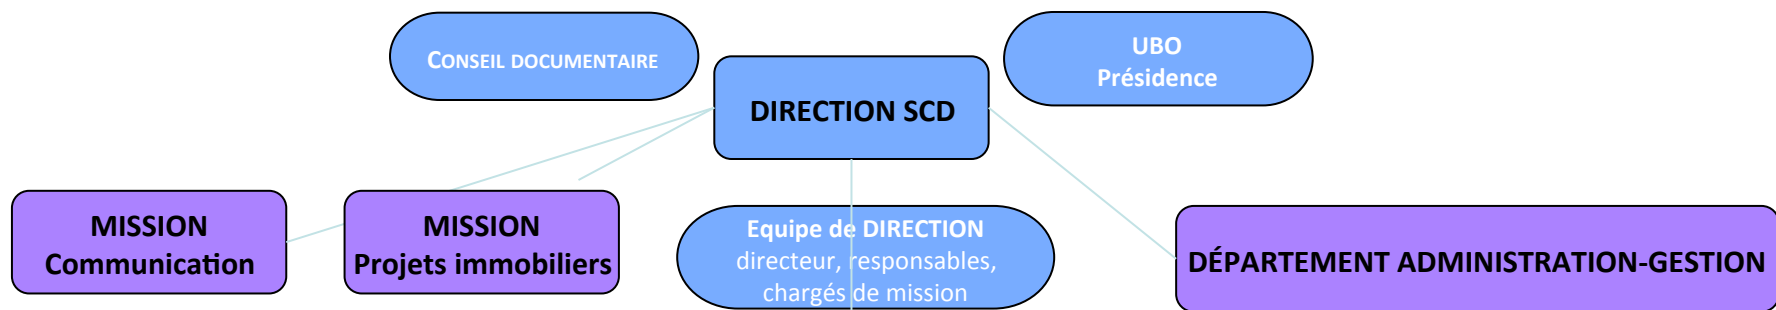 CONSEIL DOCUMENTAIRE
UBO
Présidence
DIRECTION SCD
MISSION
Communication
MISSION
Projets immobiliers
Equipe de DIRECTION
directeur, responsables,
chargés de mission
DÉPARTEMENT ADMINISTRATION-GESTION